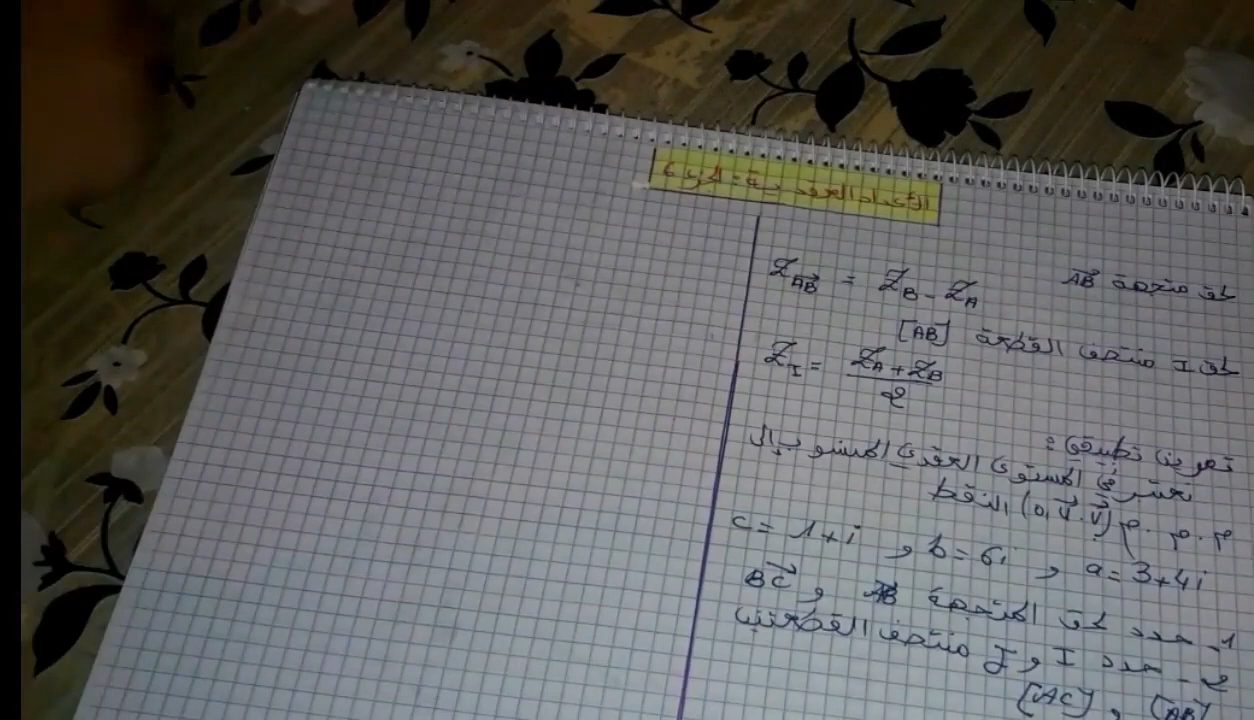 الأعداد العقدية = الجزء 6
لحق متجهة AB
Z_AB = Z_B - Z_A
لحق I منتصف القطعة [AB]
Z_I = (Z_A + Z_B) / 2
تمرين تطبيقي :
نعتبر في المستوى العقدي المنسوب إلى
م.م.م (0, u, v) النقط
a = 3 + 4i , b = 6i , c = 1 + i
1- حدد لحق المتجهة AB و BC
2- حدد I و J منتصف القطعتين
[AB] , [AC]